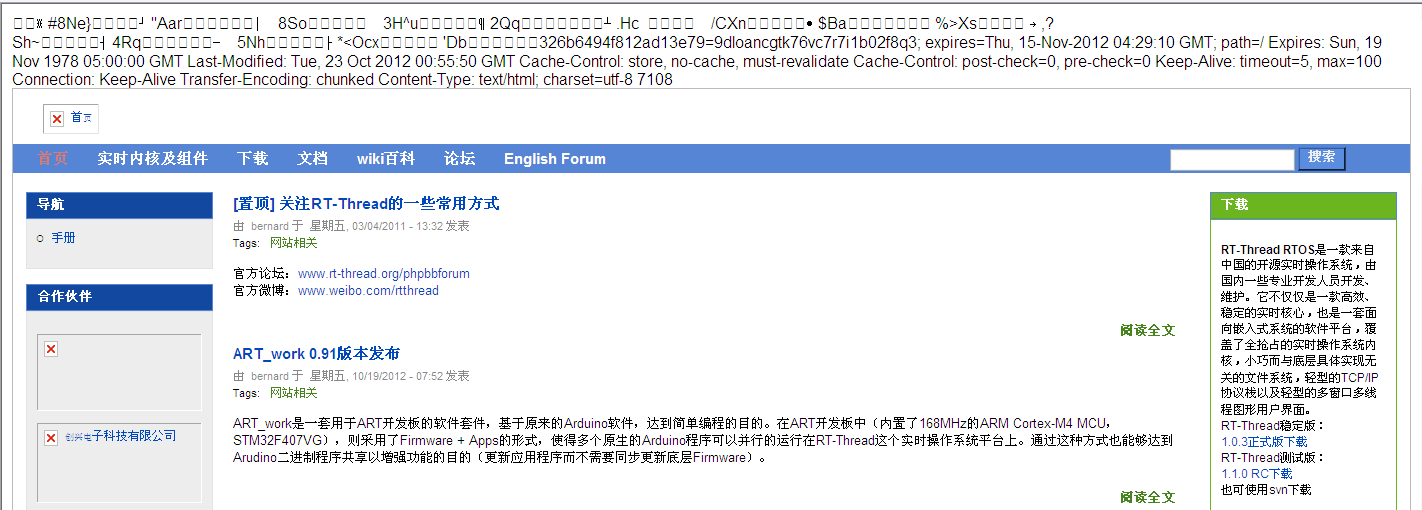 #8Ne}
"Aar
8So
3H^u
¶ 2Qq
.Hc
/CXn
$Ba
%>Xs
,?
Sh~
4Rq
5Nh
*<Ocx
'Db
326b6494f812ad13e79=9dloancgtk76vc7r7i1b02f8q3; expires=Thu, 15-Nov-2012 04:29:10 GMT; path=/ Expires: Sun, 19
Nov 1978 05:00:00 GMT Last-Modified: Tue, 23 Oct 2012 00:55:50 GMT Cache-Control: store, no-cache, must-revalidate Cache-Control: post-check=0, pre-check=0 Keep-Alive: timeout=5, max=100
Connection: Keep-Alive Transfer-Encoding: chunked Content-Type: text/html; charset=utf-8 7108
首页
首页 实时内核及组件 下载 文档 wiki百科 论坛 English Forum 搜索
导航
手册
合作伙伴
创兴电子科技有限公司
[置顶] 关注RT-Thread的一些常用方式
由 bernard 于 星期五, 03/04/2011 - 13:32 发表
Tags: 网站相关
官方论坛：www.rt-thread.org/phpbbforum
官方微博：www.weibo.com/rtthread
阅读全文
ART_work 0.91版本发布
由 bernard 于 星期五, 10/19/2012 - 07:52 发表
Tags: 网站相关
ART_work是一套用于ART开发板的软件套件，基于原来的Arduino软件，达到简单编程的目的。在ART开发板中（内置了168MHz的ARM Cortex-M4 MCU，
STM32F407VG），则采用了Firmware + Apps的形式，使得多个原生的Arduino程序可以并行的运行在RT-Thread这个实时操作系统平台上。通过这种方式也能够达到
Arudino二进制程序共享以增强功能的目的（更新应用程序而不需要同步更新底层Firmware）。
阅读全文
下载
RT-Thread RTOS是一款来自
中国的开源实时操作系统，由
国内一些专业开发人员开发、
维护。它不仅仅是一款高效、
稳定的实时核心，也是一套面
向嵌入式系统的软件平台，覆
盖了全抢占的实时操作系统内
核，小巧而与底层具体实现无
关的文件系统，轻型的TCP/IP
协议栈以及轻型的多窗口多线
程图形用户界面。
RT-Thread稳定版：
1.0.3正式版下载
RT-Thread测试版：
1.1.0 RC下载
也可使用svn下载